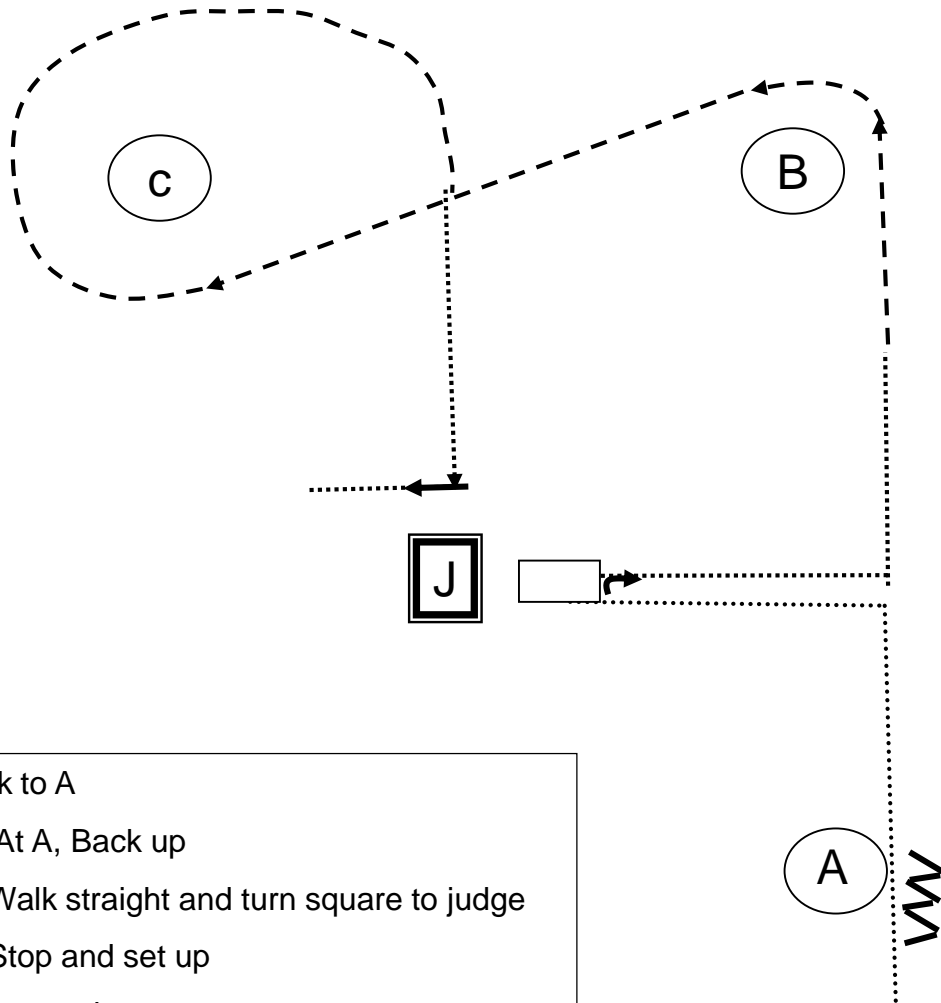 c
B
J
A
k to A
At A, Back up
Walk straight and turn square to judge
Stop and set up